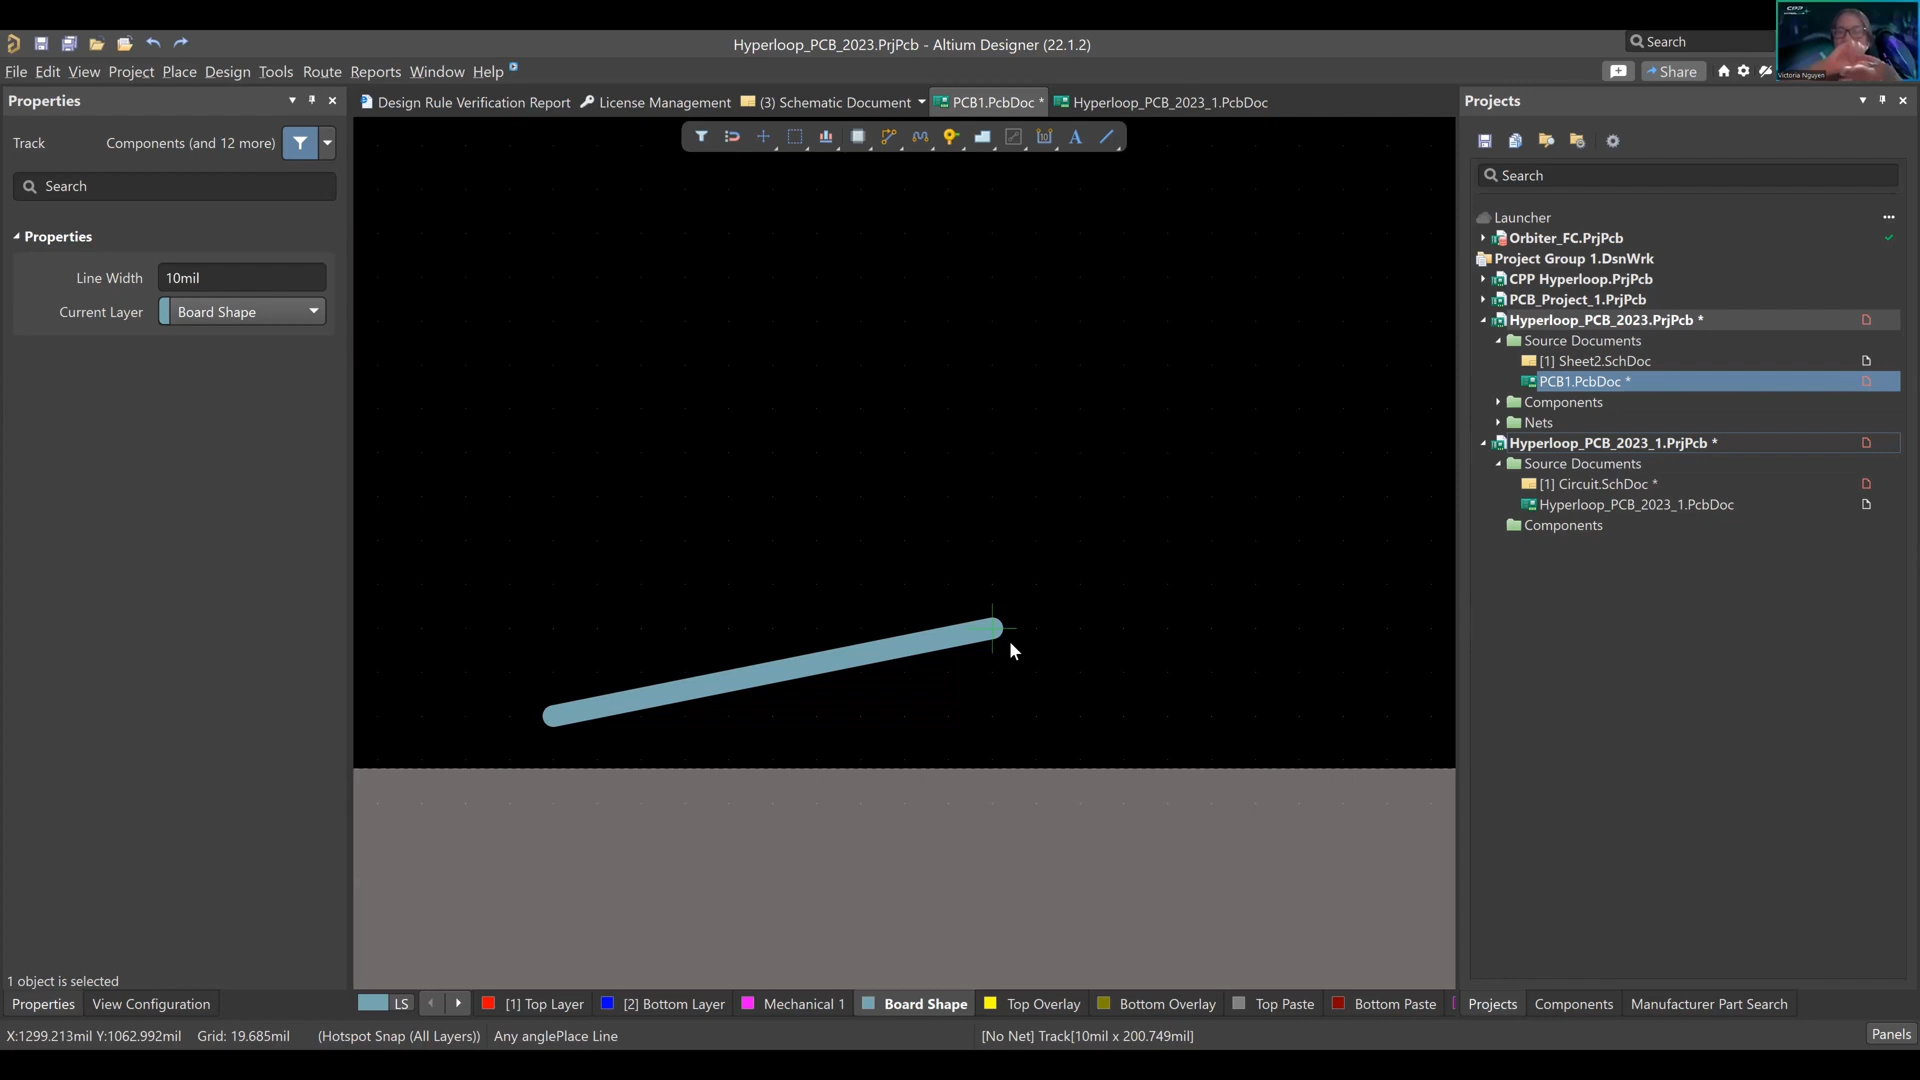 Hyperloop_PCB_2023.PrjPcb - Altium Designer (22.1.2)
Search
CPP
Victoria Nguyen
File Edit View Project Place Design Tools Route Reports Window Help
Share
Properties
Design Rule Verification Report
License Management
(3) Schematic Document
PCB1.PcbDoc *
Hyperloop_PCB_2023_1.PcbDoc
Projects
Track
Components (and 12 more)
Search
Properties
Line Width
10mil
Current Layer
Board Shape
Search
Launcher
Orbiter_FC.PrjPcb
Project Group 1.DsnWrk
CPP Hyperloop.PrjPcb
PCB_Project_1.PrjPcb
Hyperloop_PCB_2023.PrjPcb *
Source Documents
[1] Sheet2.SchDoc
PCB1.PcbDoc *
Components
Nets
Hyperloop_PCB_2023_1.PrjPcb *
Source Documents
[1] Circuit.SchDoc *
Hyperloop_PCB_2023_1.PcbDoc
Components
1 object is selected
Properties
View Configuration
LS
[1] Top Layer
[2] Bottom Layer
Mechanical 1
Board Shape
Top Overlay
Bottom Overlay
Top Paste
Bottom Paste
Projects
Components
Manufacturer Part Search
X:1299.213mil Y:1062.992mil
Grid: 19.685mil
(Hotspot Snap (All Layers))
Any anglePlace Line
[No Net] Track[10mil x 200.749mil]
Panels